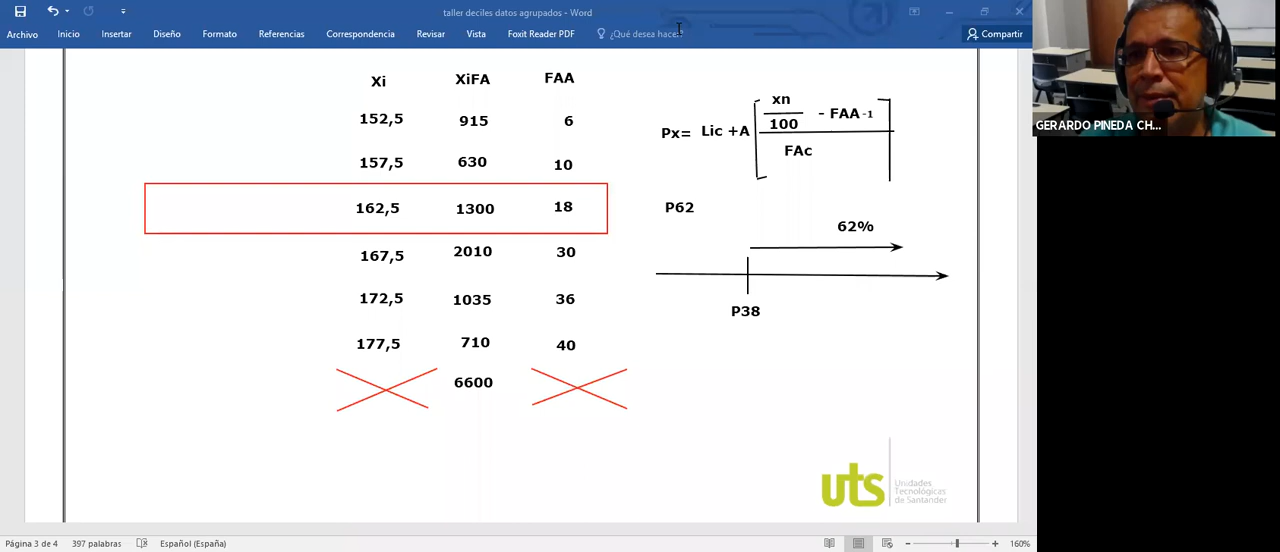 taller deciles datos agrupados - Word
Archivo Inicio Insertar Diseño Formato Referencias Correspondencia Revisar Vista Foxit Reader PDF ¿Qué desea hacer? Compartir
GERARDO PINEDA CH...
Xi XiFA FAA
152,5 915 6
157,5 630 10
162,5 1300 18
167,5 2010 30
172,5 1035 36
177,5 710 40
6600
xn
Px= Lic +A 100 - FAA -1
FAc
P62
62%
P38
uts Unidades
Tecnológicas
de Santander
Página 3 de 4 397 palabras Español (España) 160%